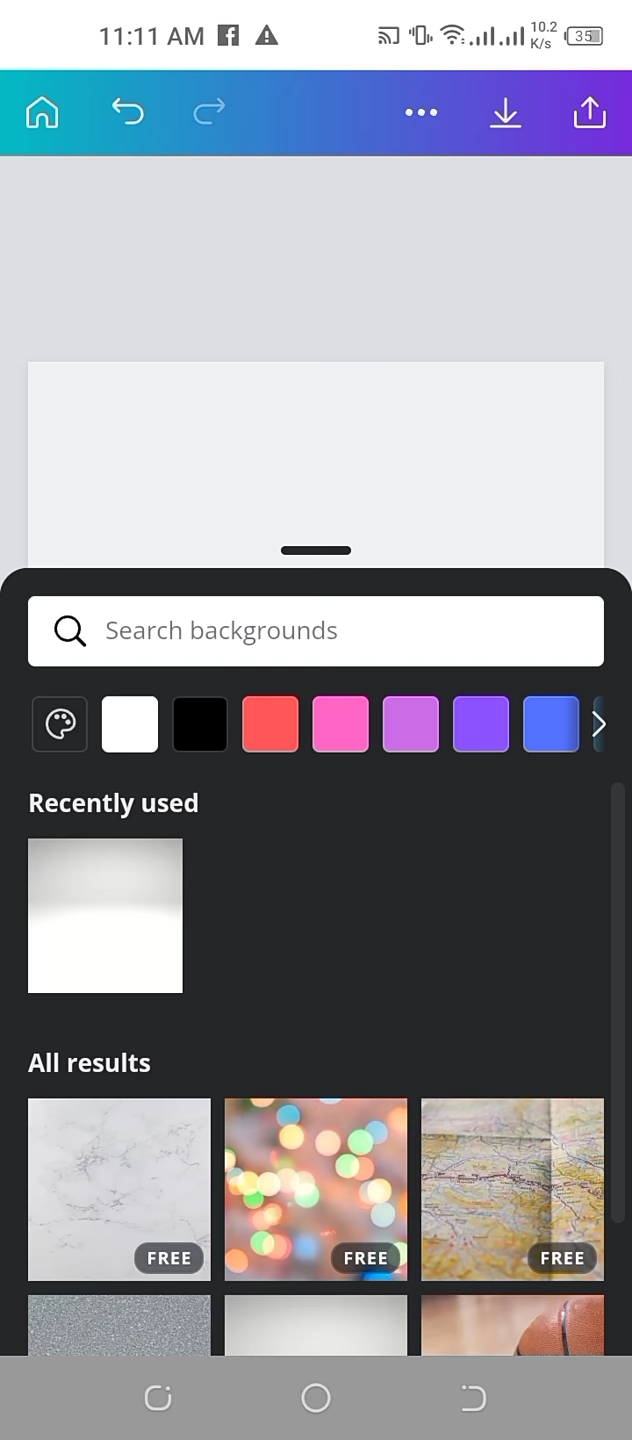 11:11 AM
10.2
K/s
35
Search backgrounds
Recently used
All results
FREE
FREE
FREE